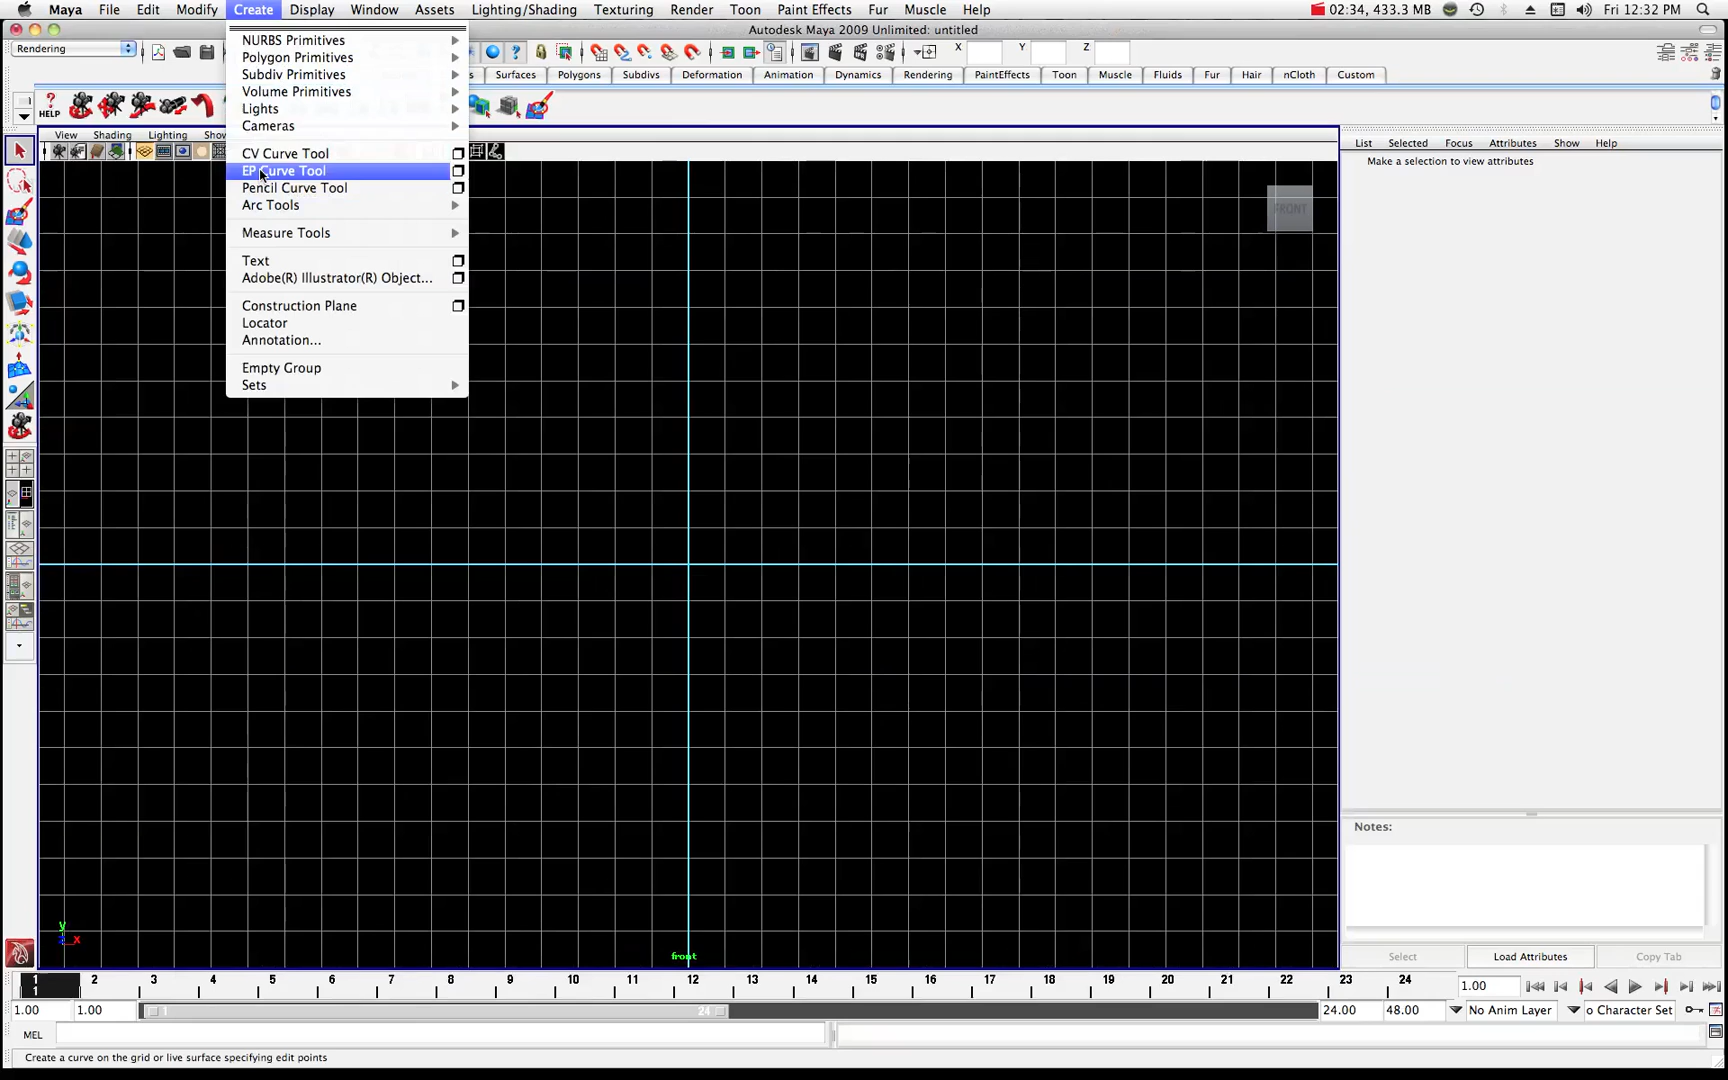 Maya File Edit Modify Create Display Window Assets Lighting/Shading Texturing Render Toon Paint Effects Fur Muscle Help 02:34, 433.3 MB Fri 12:32 PM
Autodesk Maya 2009 Unlimited: untitled
Rendering X Y Z
NURBS Primitives
Polygon Primitives
Subdiv Primitives
Volume Primitives
Lights
Cameras
CV Curve Tool
EP Curve Tool
Pencil Curve Tool
Arc Tools
Measure Tools
Text
Adobe(R) Illustrator(R) Object...
Construction Plane
Locator
Annotation...
Empty Group
Sets
Surfaces Polygons Subdivs Deformation Animation Dynamics Rendering PaintEffects Toon Muscle Fluids Fur Hair nCloth Custom
HELP
View Shading Lighting
List Selected Focus Attributes Show Help
Make a selection to view attributes
FRONT
Notes:
y
x
front
Select Load Attributes Copy Tab
1 2 3 4 5 6 7 8 9 10 11 12 13 14 15 16 17 18 19 20 21 22 23 24 1.00
1
1.00 1.00 1 24 24.00 48.00 No Anim Layer o Character Set
MEL
Create a curve on the grid or live surface specifying edit points